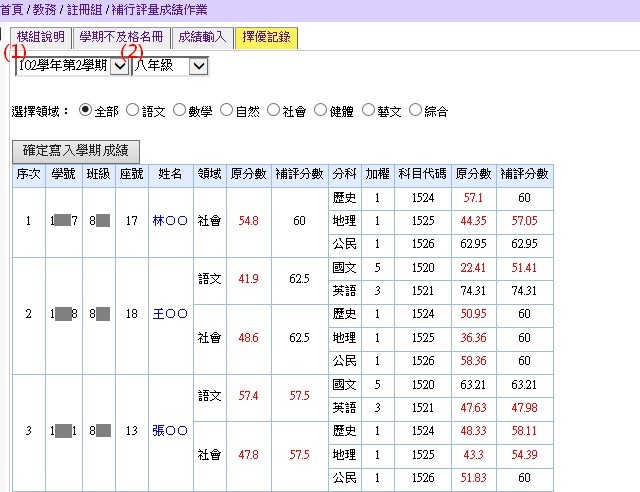 首頁 / 教務 / 註冊組 / 補行評量成績作業
模組說明 學期不及格名冊 成績輸入 擇優記錄
(1) (2)
102學年第2學期 八年級
選擇領域： 全部 語文 數學 自然 社會 健體 藝文 綜合
確定寫入學期成績
序次 學號 班級 座號 姓名 領域 原分數 補評分數 分科 加權 科目代碼 原分數 補評分數
1 1 7 8 17 林〇〇 社會 54.8 60 歷史 1 1524 57.1 60
地理 1 1525 44.35 57.05
公民 1 1526 62.95 62.95
2 1 8 8 18 王〇〇 語文 41.9 62.5 國文 5 1520 22.41 51.41
英語 3 1521 74.31 74.31
社會 48.6 62.5 歷史 1 1524 50.95 60
地理 1 1525 36.36 60
公民 1 1526 58.36 60
3 1 1 8 13 張〇〇 語文 57.4 57.5 國文 5 1520 63.21 63.21
英語 3 1521 47.63 47.98
社會 47.8 57.5 歷史 1 1524 48.33 58.11
地理 1 1525 43.3 54.39
公民 1 1526 51.83 60